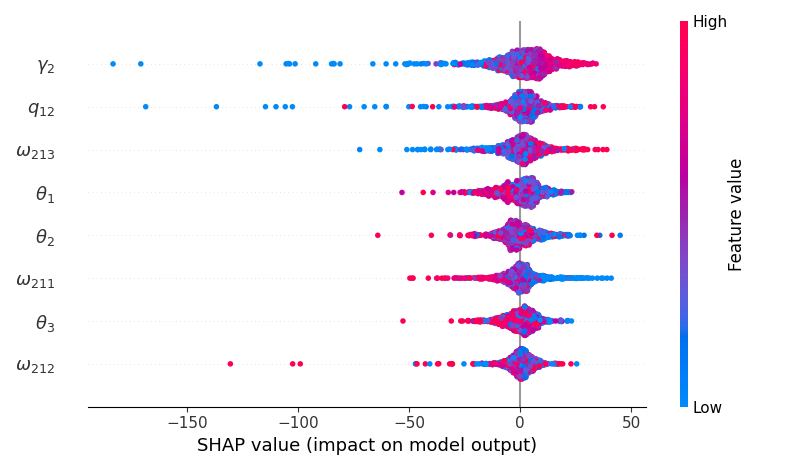 High
γ₂
q₁₂
ω₂₁₃
θ₁
θ₂
ω₂₁₁
θ₃
ω₂₁₂
Feature value
Low
−150 −100 −50 0 50
SHAP value (impact on model output)